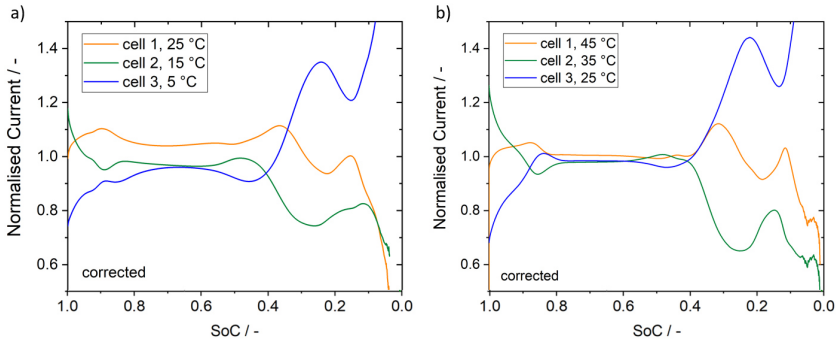 a)
cell 1, 25 °C
cell 2, 15 °C
cell 3, 5 °C
Normalised Current / -
1.4
1.2
1.0
0.8
0.6
corrected
1.0 0.8 0.6 0.4 0.2 0.0
SoC / -
b)
cell 1, 45 °C
cell 2, 35 °C
cell 3, 25 °C
Normalised Current / -
1.4
1.2
1.0
0.8
0.6
corrected
1.0 0.8 0.6 0.4 0.2 0.0
SoC / -